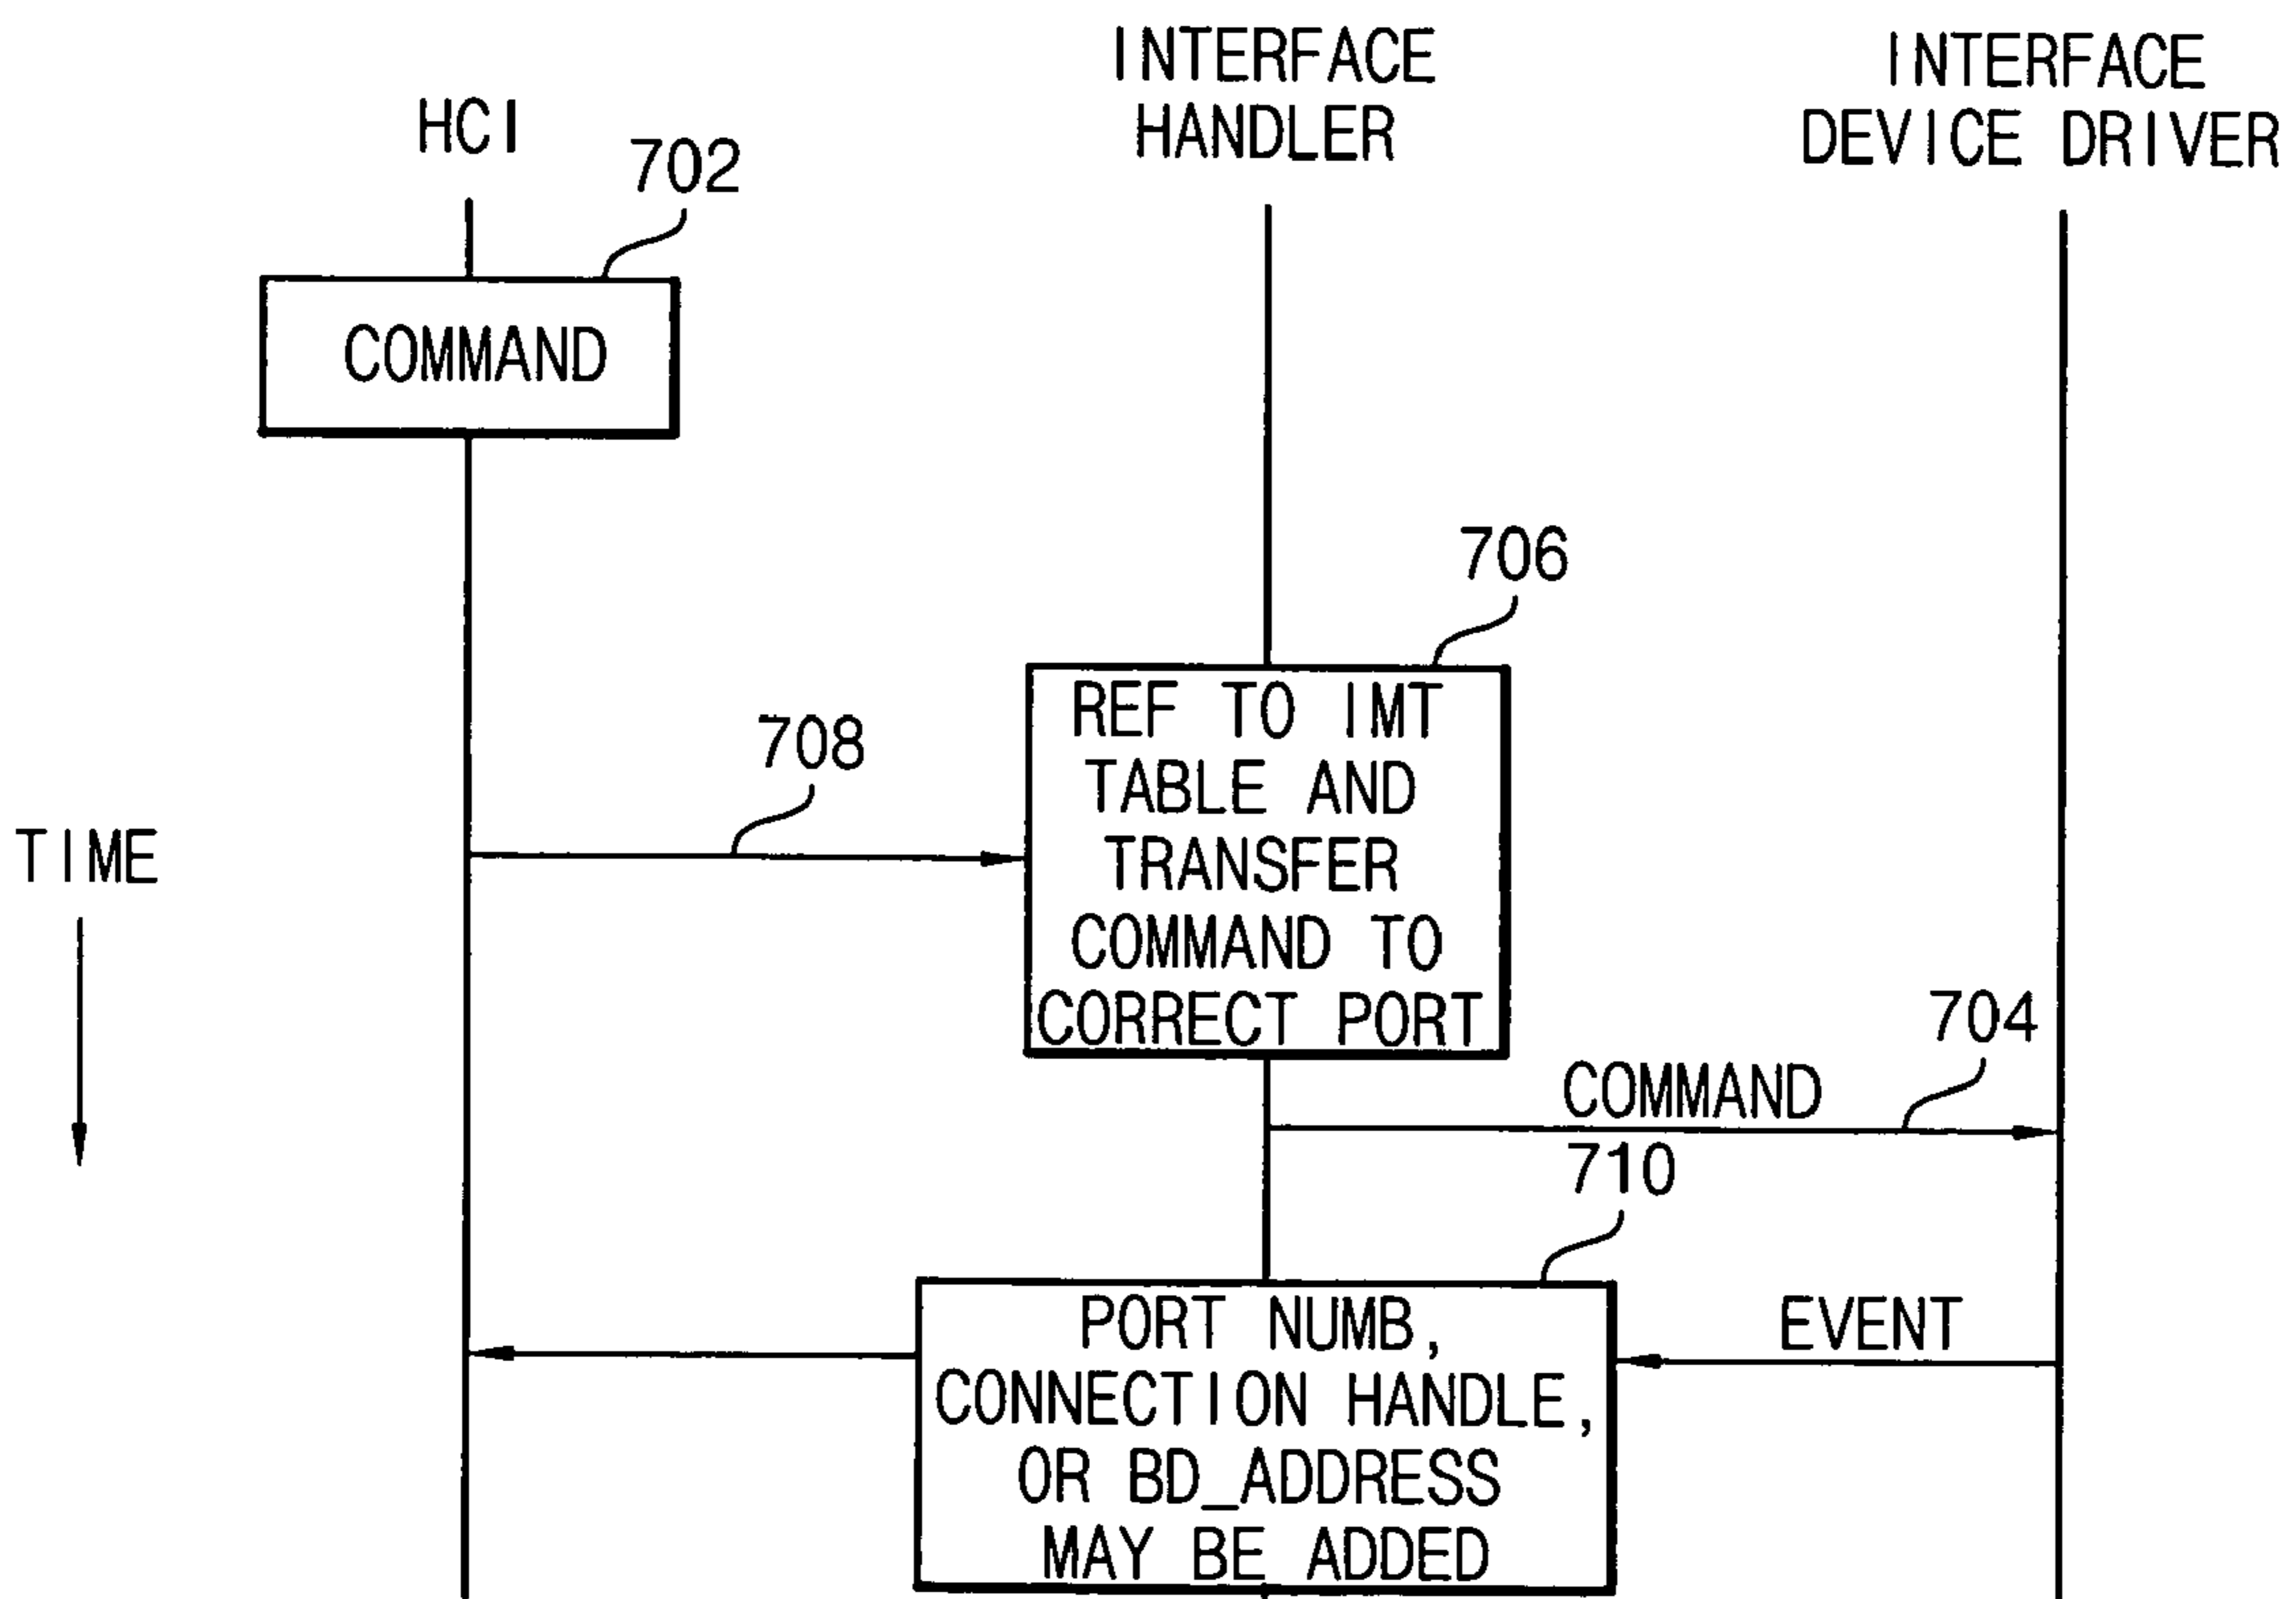 HCI
INTERFACE
HANDLER
INTERFACE
DEVICE DRIVER
702
COMMAND
706
REF TO IMT
TABLE AND
TRANSFER
COMMAND TO
CORRECT PORT
708
TIME
704
COMMAND
710
PORT NUMB,
CONNECTION HANDLE,
OR BD_ADDRESS
MAY BE ADDED
EVENT